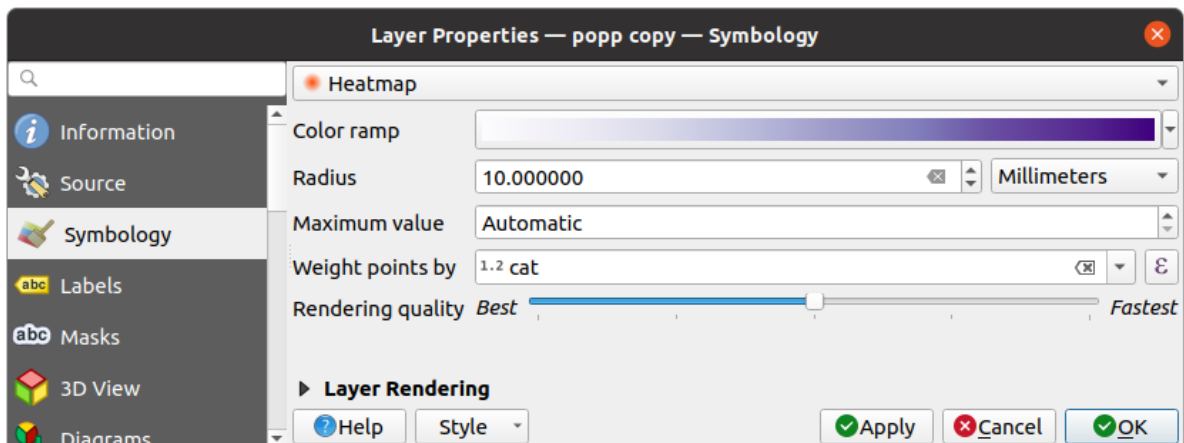 Layer Properties — popp copy — Symbology
Heatmap
Information
Source
Symbology
abc Labels
abc Masks
3D View
Diagrams
Color ramp
Radius 10.000000 Millimeters
Maximum value Automatic
Weight points by 1.2 cat ε
Rendering quality Best Fastest
Layer Rendering
Help Style Apply Cancel OK